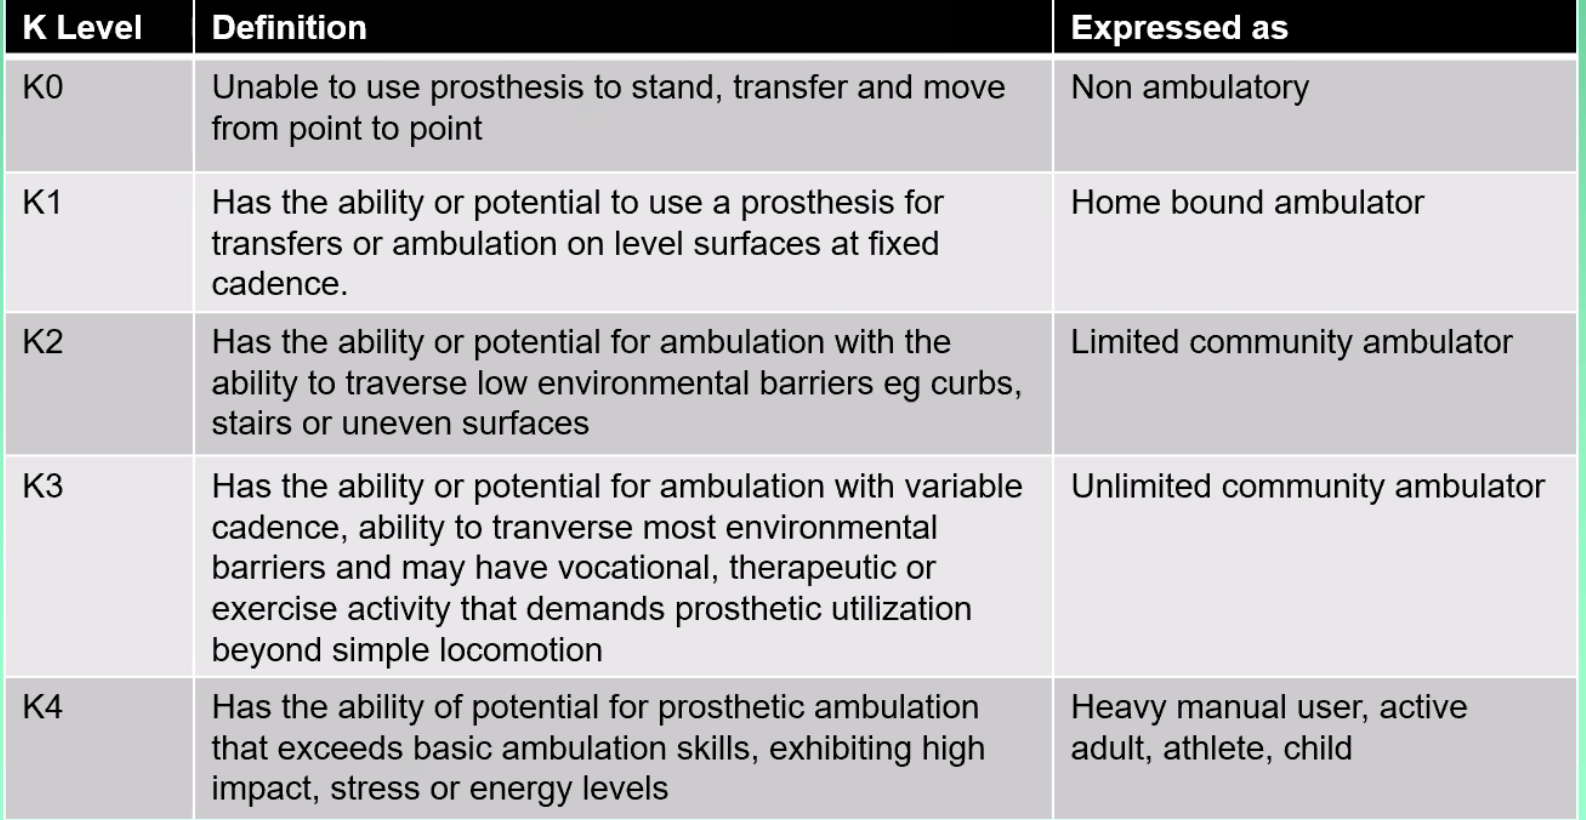 K Level Definition Expressed as
K0 Unable to use prosthesis to stand, transfer and move Non ambulatory
from point to point
K1 Has the ability or potential to use a prosthesis for Home bound ambulator
transfers or ambulation on level surfaces at fixed
cadence.
K2 Has the ability or potential for ambulation with the Limited community ambulator
ability to traverse low environmental barriers eg curbs,
stairs or uneven surfaces
K3 Has the ability or potential for ambulation with variable Unlimited community ambulator
cadence, ability to tranverse most environmental
barriers and may have vocational, therapeutic or
exercise activity that demands prosthetic utilization
beyond simple locomotion
K4 Has the ability of potential for prosthetic ambulation Heavy manual user, active
that exceeds basic ambulation skills, exhibiting high adult, athlete, child
impact, stress or energy levels